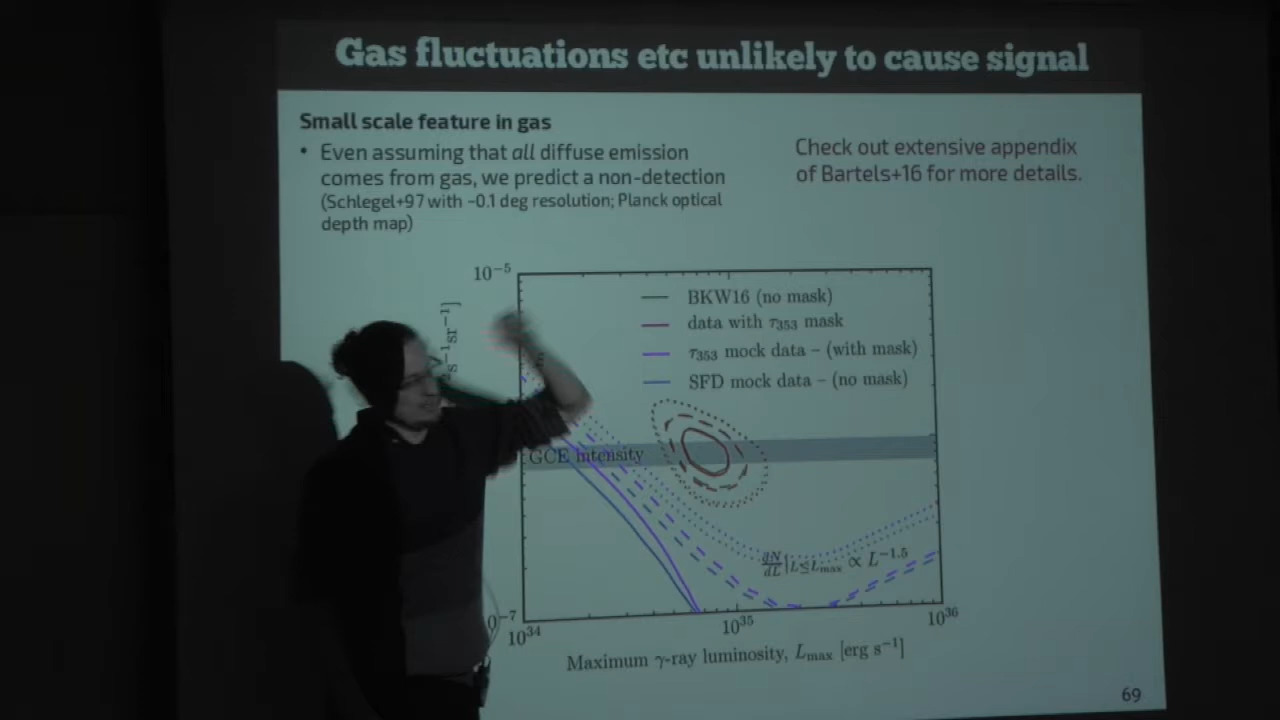 Gas fluctuations etc unlikely to cause signal
Small scale feature in gas
• Even assuming that all diffuse emission
comes from gas, we predict a non-detection
(Schlegel+97 with ~0.1 deg resolution; Planck optical
depth map)
Check out extensive appendix
of Bartels+16 for more details.
10⁻⁵
s⁻¹sr⁻¹]
BKW16 (no mask)
data with τ₃₅₃ mask
τ₃₅₃ mock data – (with mask)
SFD mock data – (no mask)
GCE intensity
dN/dL|L≤Lmax ∝ L⁻¹·⁵
0⁻⁷
10³⁴
10³⁵
10³⁶
Maximum γ-ray luminosity, Lmax [erg s⁻¹]
69